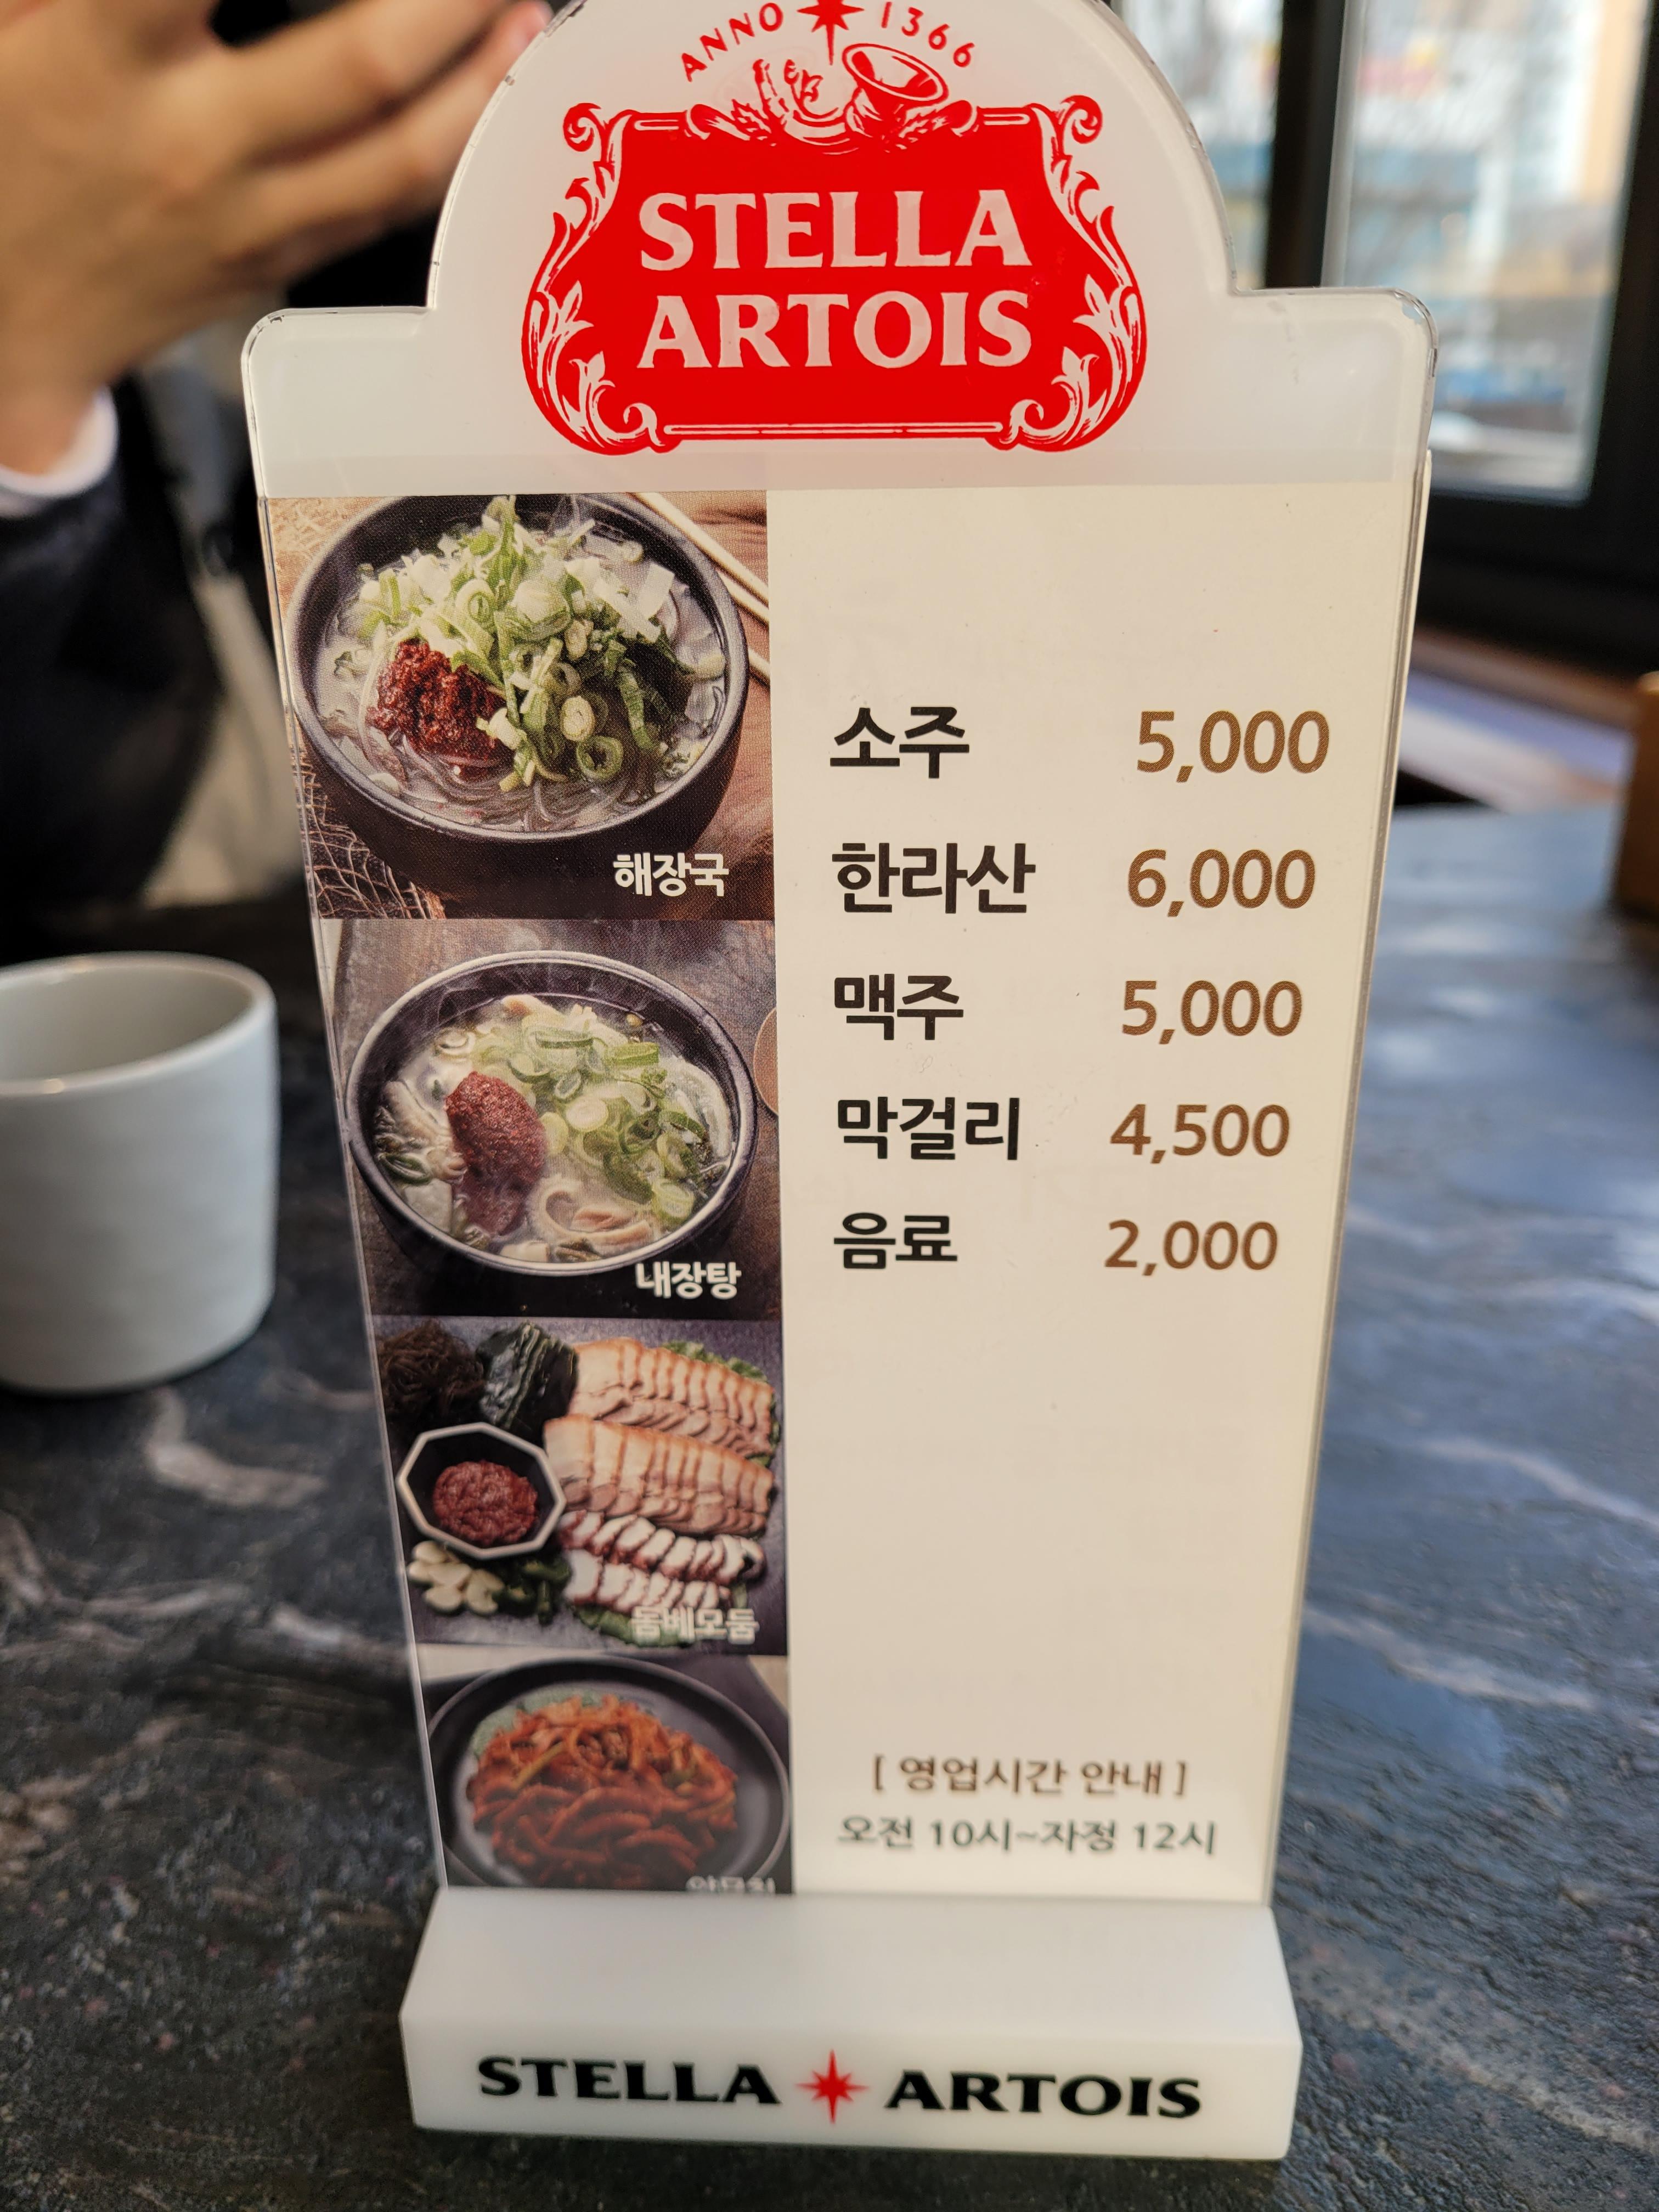 ANNO 1366
STELLA
ARTOIS
해장국
내장탕
돔베모둠
소주 5,000
한라산 6,000
맥주 5,000
막걸리 4,500
음료 2,000
[ 영업시간 안내 ]
오전 10시~자정 12시
STELLA ARTOIS